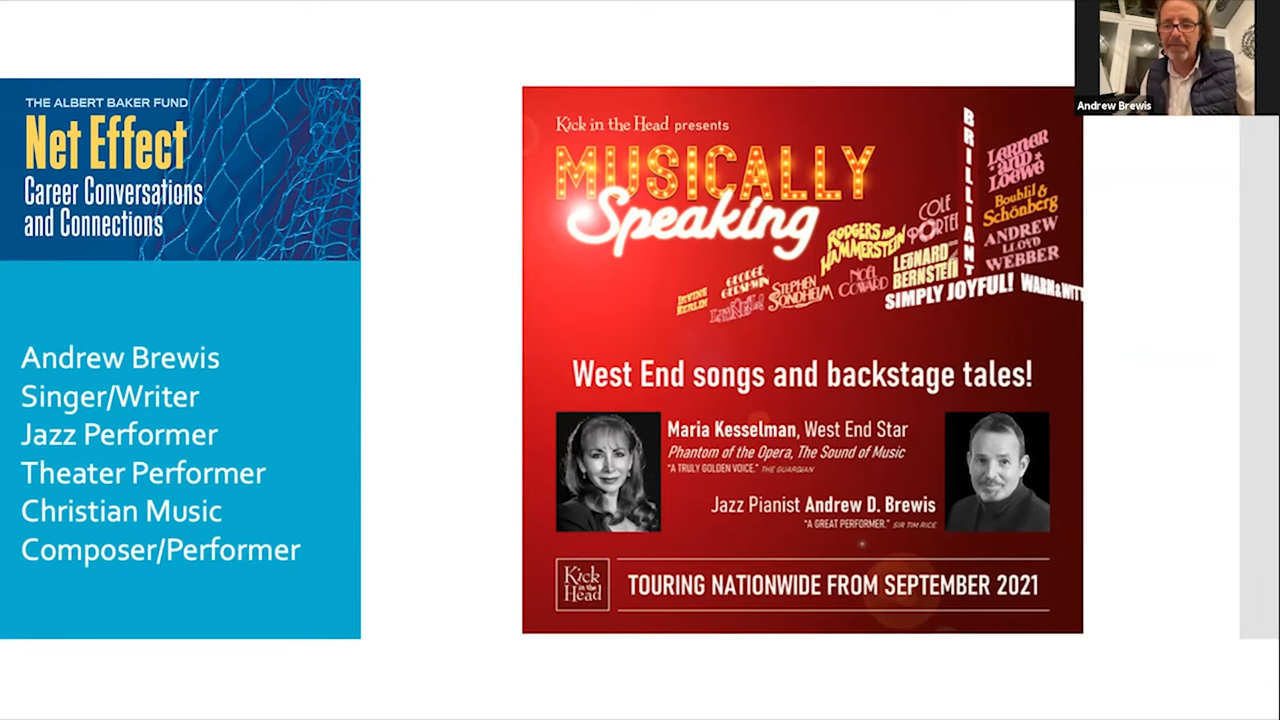 THE ALBERT BAKER FUND
Net Effect
Career Conversations
and Connections
Andrew Brewis
Singer/Writer
Jazz Performer
Theater Performer
Christian Music
Composer/Performer
Kick in the Head presents
MUSICALLY
Speaking
IRVING
BERLIN
GEORGE
GERSHWIN
STEPHEN
SONDHEIM
RODGERS AND
HAMMERSTEIN
NOËL
COWARD
COLE
PORTER
LEONARD
BERNSTEIN
BRILLIANT
LERNER
and
LOEWE
Boublil &
Schönberg
ANDREW
LLOYD
WEBBER
SIMPLY JOYFUL!
WARM & WITT
West End songs and backstage tales!
Maria Kesselman, West End Star
Phantom of the Opera, The Sound of Music
"A TRULY GOLDEN VOICE." THE GUARDIAN
Jazz Pianist Andrew D. Brewis
"A GREAT PERFORMER." SIR TIM RICE
Kick
in the
Head
TOURING NATIONWIDE FROM SEPTEMBER 2021
Andrew Brewis